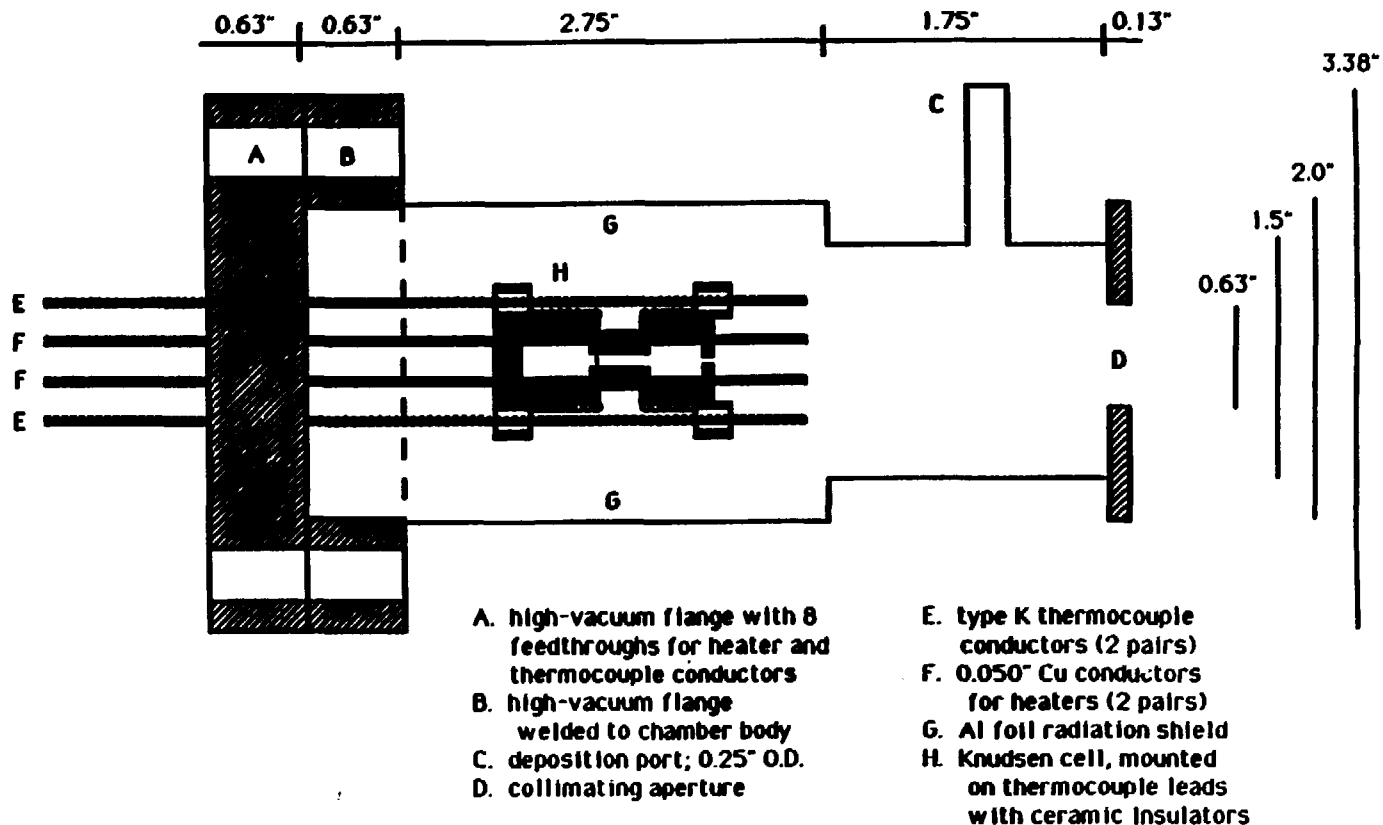 0.63" 0.63" 2.75" 1.75" 0.13"
3.38"
C
A B
2.0"
G
1.5"
H
0.63"
E
F
D
F
E
G
A. high-vacuum flange with 8
feedthroughs for heater and
thermocouple conductors
B. high-vacuum flange
welded to chamber body
C. deposition port; 0.25" O.D.
D. collimating aperture
E. type K thermocouple
conductors (2 pairs)
F. 0.050" Cu conductors
for heaters (2 pairs)
G. Al foil radiation shield
H. Knudsen cell, mounted
on thermocouple leads
with ceramic insulators